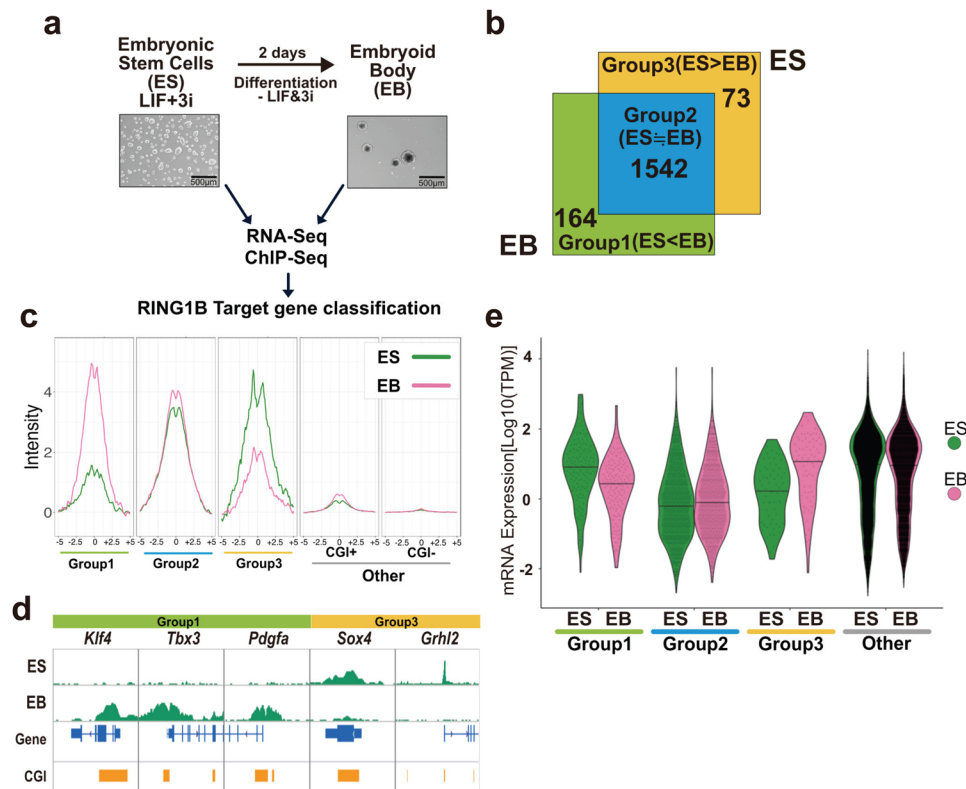 a
Embryonic
Stem Cells
(ES)
LIF+3i
2 days
Differentiation
- LIF&3i
Embryoid
Body
(EB)
500μm
500μm
RNA-Seq
ChIP-Seq
RING1B Target gene classification
b
Group3(ES>EB)
ES
73
Group2
(ES≒EB)
1542
164
EB
Group1(ES<EB)
c
ES
EB
Intensity
4
2
0
-5 -2.5 0 +2.5 +5
-5 -2.5 0 +2.5 +5
-5 -2.5 0 +2.5 +5
-5 -2.5 0 +2.5 +5
-5 -2.5 0 +2.5 +5
Group1
Group2
Group3
CGI+
CGI-
Other
d
Group1
Group3
Klf4
Tbx3
Pdgfa
Sox4
Grhl2
ES
EB
Gene
CGI
e
mRNA Expression[Log10(TPM)]
4
2
0
-2
ES
EB
ES EB
ES EB
ES EB
ES EB
Group1
Group2
Group3
Other